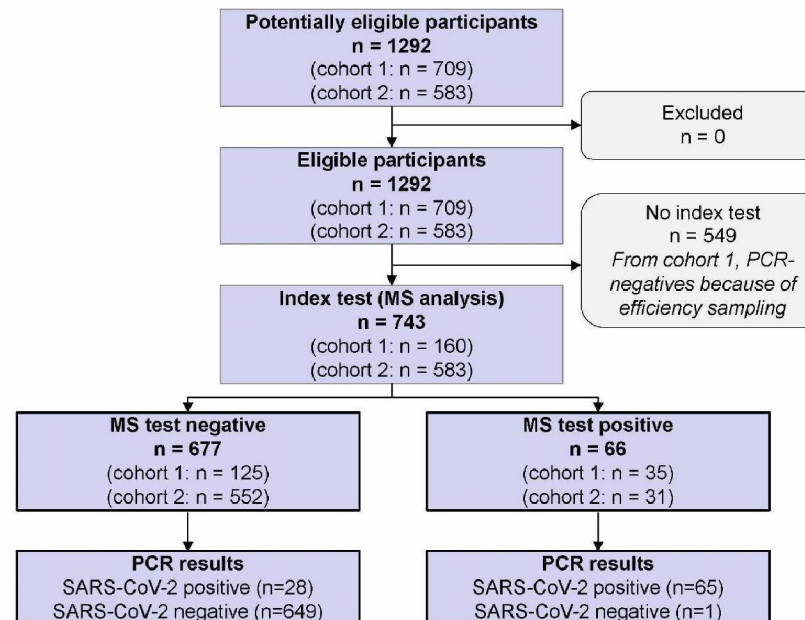 Potentially eligible participants
n = 1292
(cohort 1: n = 709)
(cohort 2: n = 583)
Excluded
n = 0
Eligible participants
n = 1292
(cohort 1: n = 709)
(cohort 2: n = 583)
No index test
n = 549
From cohort 1, PCR-
negatives because of
efficiency sampling
Index test (MS analysis)
n = 743
(cohort 1: n = 160)
(cohort 2: n = 583)
MS test negative
n = 677
(cohort 1: n = 125)
(cohort 2: n = 552)
MS test positive
n = 66
(cohort 1: n = 35)
(cohort 2: n = 31)
PCR results
SARS-CoV-2 positive (n=28)
SARS-CoV-2 negative (n=649)
PCR results
SARS-CoV-2 positive (n=65)
SARS-CoV-2 negative (n=1)